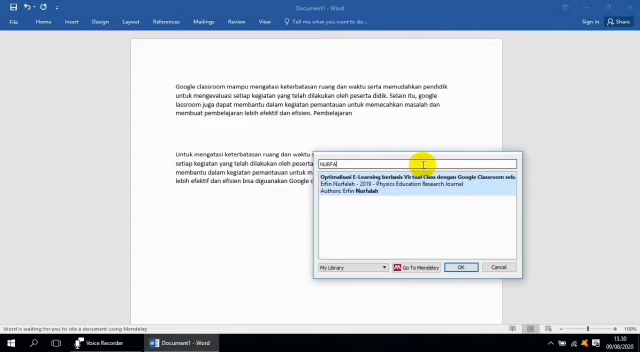 Document1 - Word
File Home Insert Design Layout References Mailings Review View Tell me what you want to do... Sign in Share
Google classroom mampu mengatasi keterbatasan ruang dan waktu serta memudahkan pendidik
untuk mengevaluasi setiap kegiatan yang telah dilakukan oleh peserta didik. Selain itu, google
lassroom juga dapat membantu dalam kegiatan pemantauan untuk memecahkan masalah dan
membuat pembelajaran lebih efektif dan efisien. Pembelajaran
Untuk mengatasi keterbatasan ruang dan waktu s
setiap kegiatan yang telah dilakukan oleh peserta
dalam kegiatan pemantauan untuk memecahkan m
lebih efektif dan efisien bisa diguanakan Google c
NURFA
Optimalisasi E-Learning berbasis Virtual Class dengan Google Classroom seba
Erfin Nurfalah - 2019 - Physics Education Research Journal
Authors: Erfin Nurfalah
My Library Go To Mendeley OK Cancel
Word is waiting for you to cite a document using Mendeley 100%
Voice Recorder Document1 - Word 13.30
09/08/2020